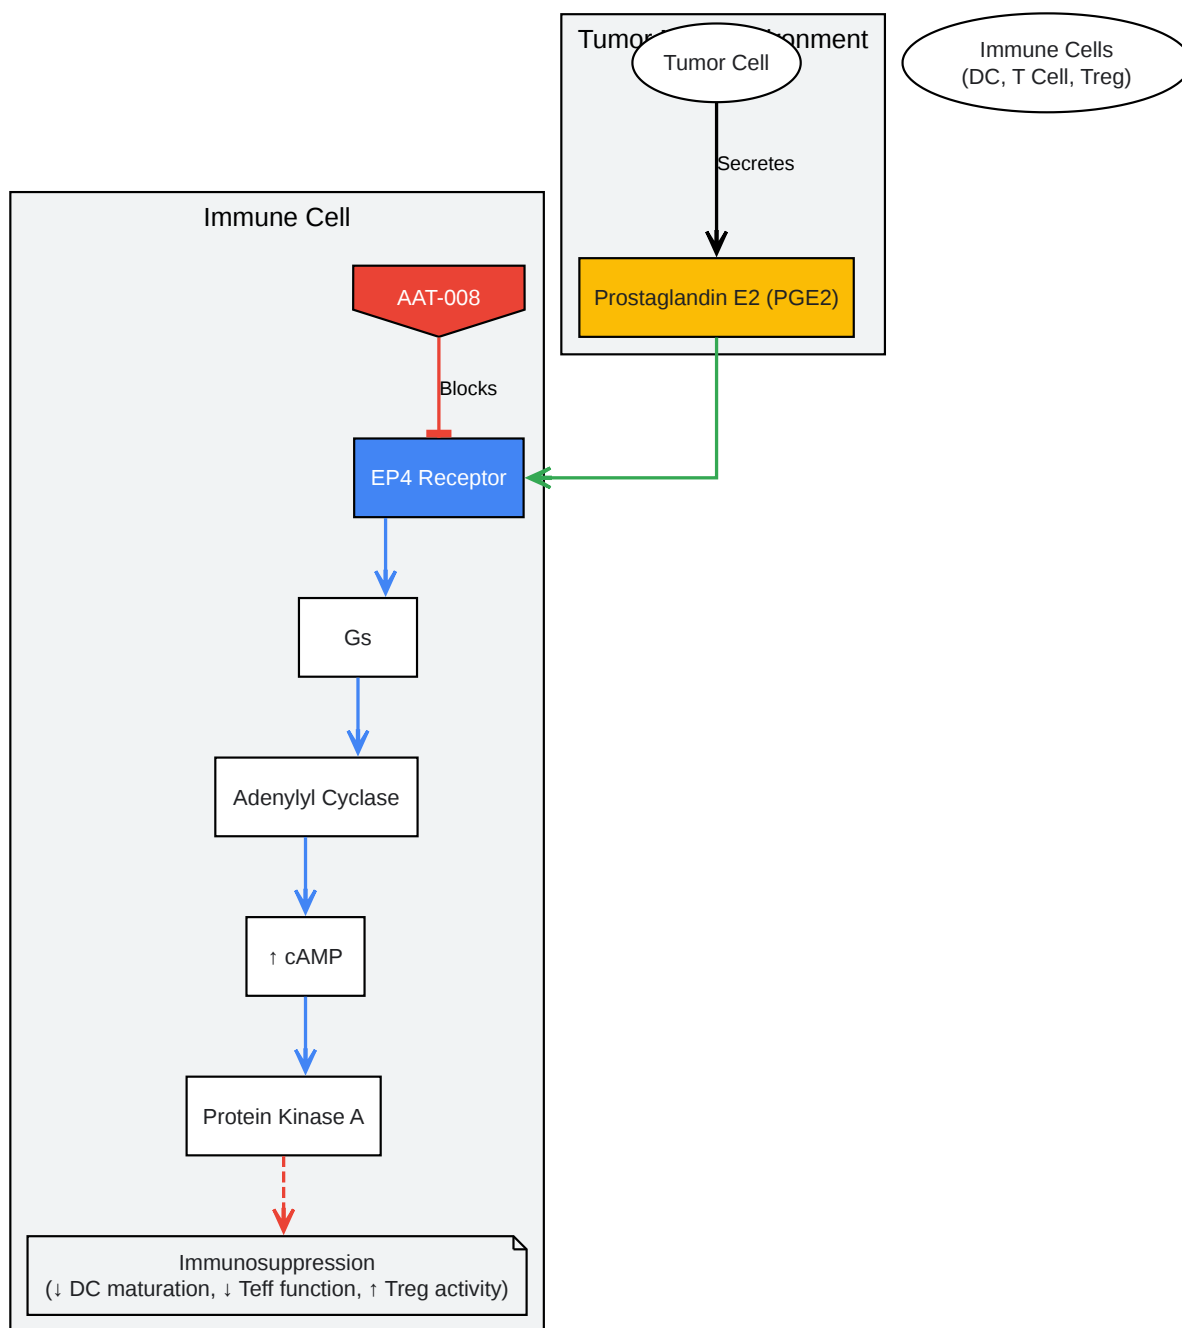 Tumor ronment
Tumor Cell
Immune Cells
(DC, T Cell, Treg)
Secretes
Immune Cell
AAT-008
Prostaglandin E2 (PGE2)
Blocks
EP4 Receptor
Gs
Adenylyl Cyclase
↑ cAMP
Protein Kinase A
Immunosuppression
(↓ DC maturation, ↓ Teff function, ↑ Treg activity)